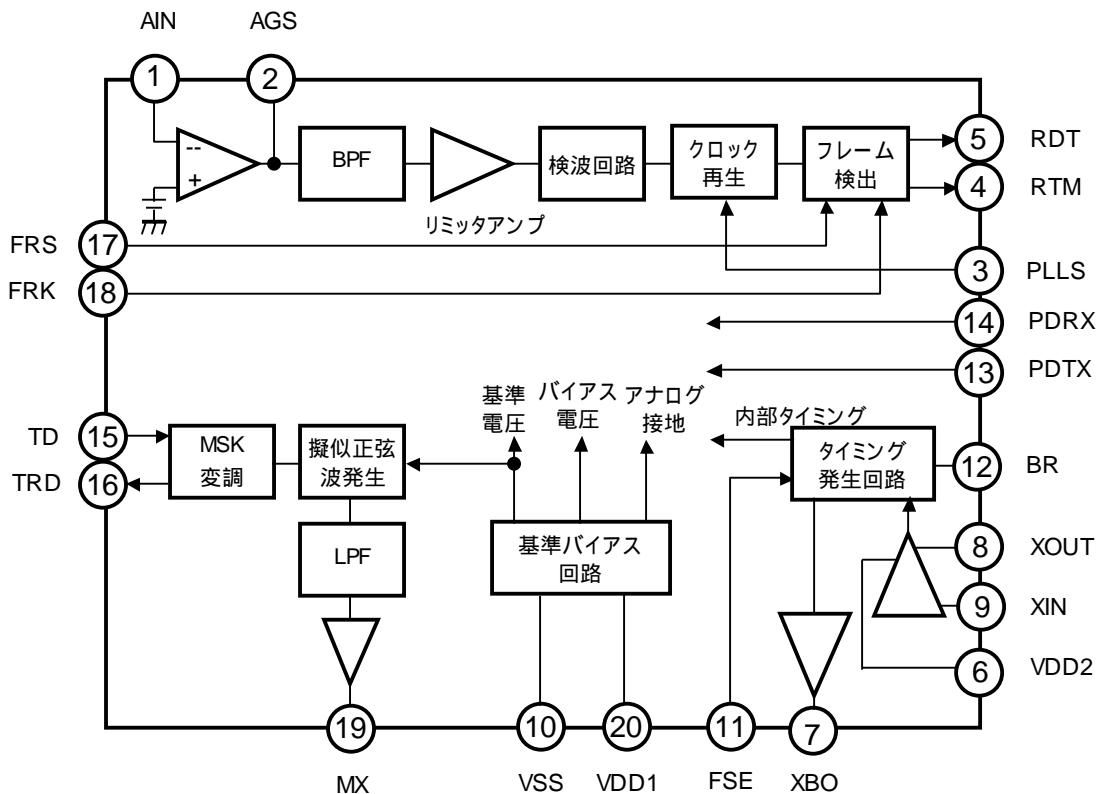 AIN
AGS
1
2
BPF
検波回路
クロック
再生
フレーム
検出
5
RDT
4
RTM
--
+
リミッタアンプ
FRS
17
FRK
18
3
PLLS
14
PDRX
13
PDTX
基準
電圧
バイアス
電圧
アナログ
接地
内部タイミング
TD
15
TRD
16
MSK
変調
擬似正弦
波発生
タイミング
発生回路
12
BR
LPF
基準バイアス
回路
8
XOUT
9
XIN
6
VDD2
19
10
20
11
7
MX
VSS
VDD1
FSE
XBO